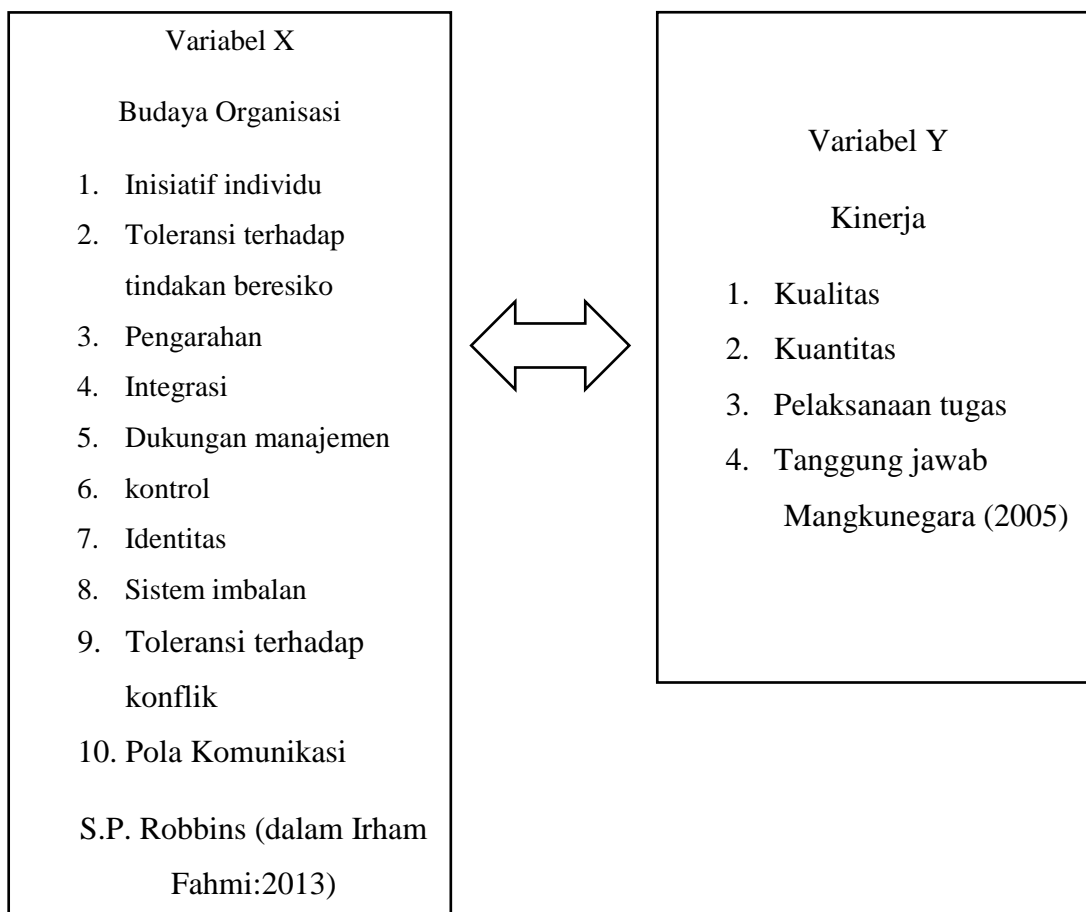 Variabel X
Budaya Organisasi
1. Inisiatif individu
2. Toleransi terhadap
tindakan beresiko
3. Pengarahan
4. Integrasi
5. Dukungan manajemen
6. kontrol
7. Identitas
8. Sistem imbalan
9. Toleransi terhadap
konflik
10. Pola Komunikasi
S.P. Robbins (dalam Irham
Fahmi:2013)
Variabel Y
Kinerja
1. Kualitas
2. Kuantitas
3. Pelaksanaan tugas
4. Tanggung jawab
Mangkunegara (2005)